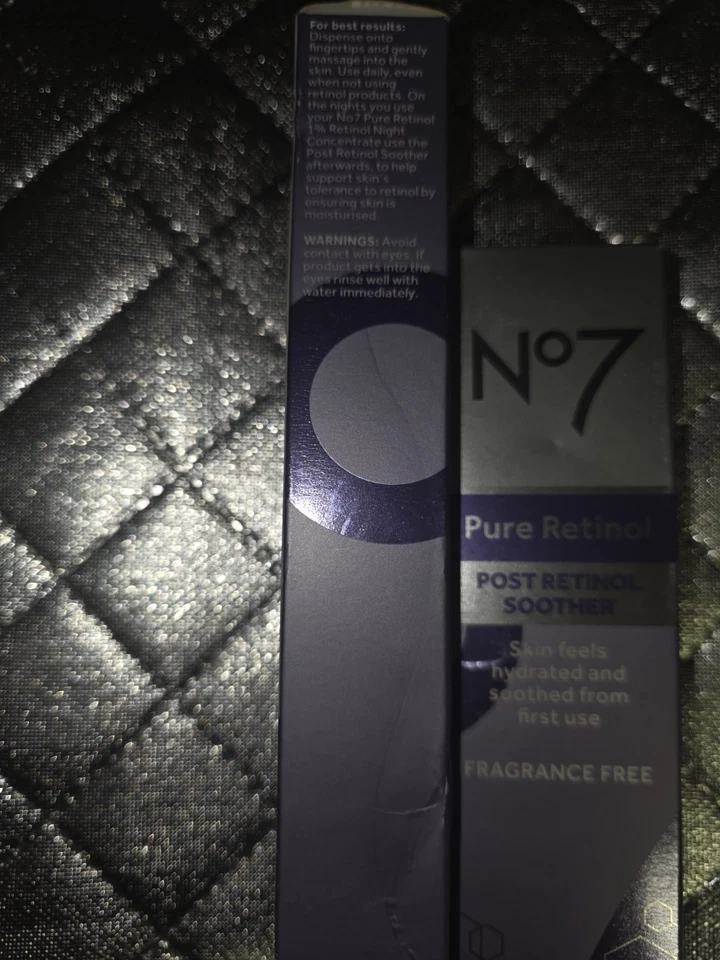 For best results:
Dispense onto
fingertips and gently
massage into the
skin. Use daily, even
when not using
retinol products. On
the nights you use
your No7 Pure Retinol
1% Retinol Night
Concentrate use the
Post Retinol Soother
afterwards, to help
support skin's
tolerance to retinol by
ensuring skin is
moisturised.
WARNINGS: Avoid
contact with eyes. If
product gets into the
eyes rinse well with
water immediately.
No7
Pure Retinol
POST RETINOL
SOOTHER
Skin feels
hydrated and
soothed from
first use
FRAGRANCE FREE